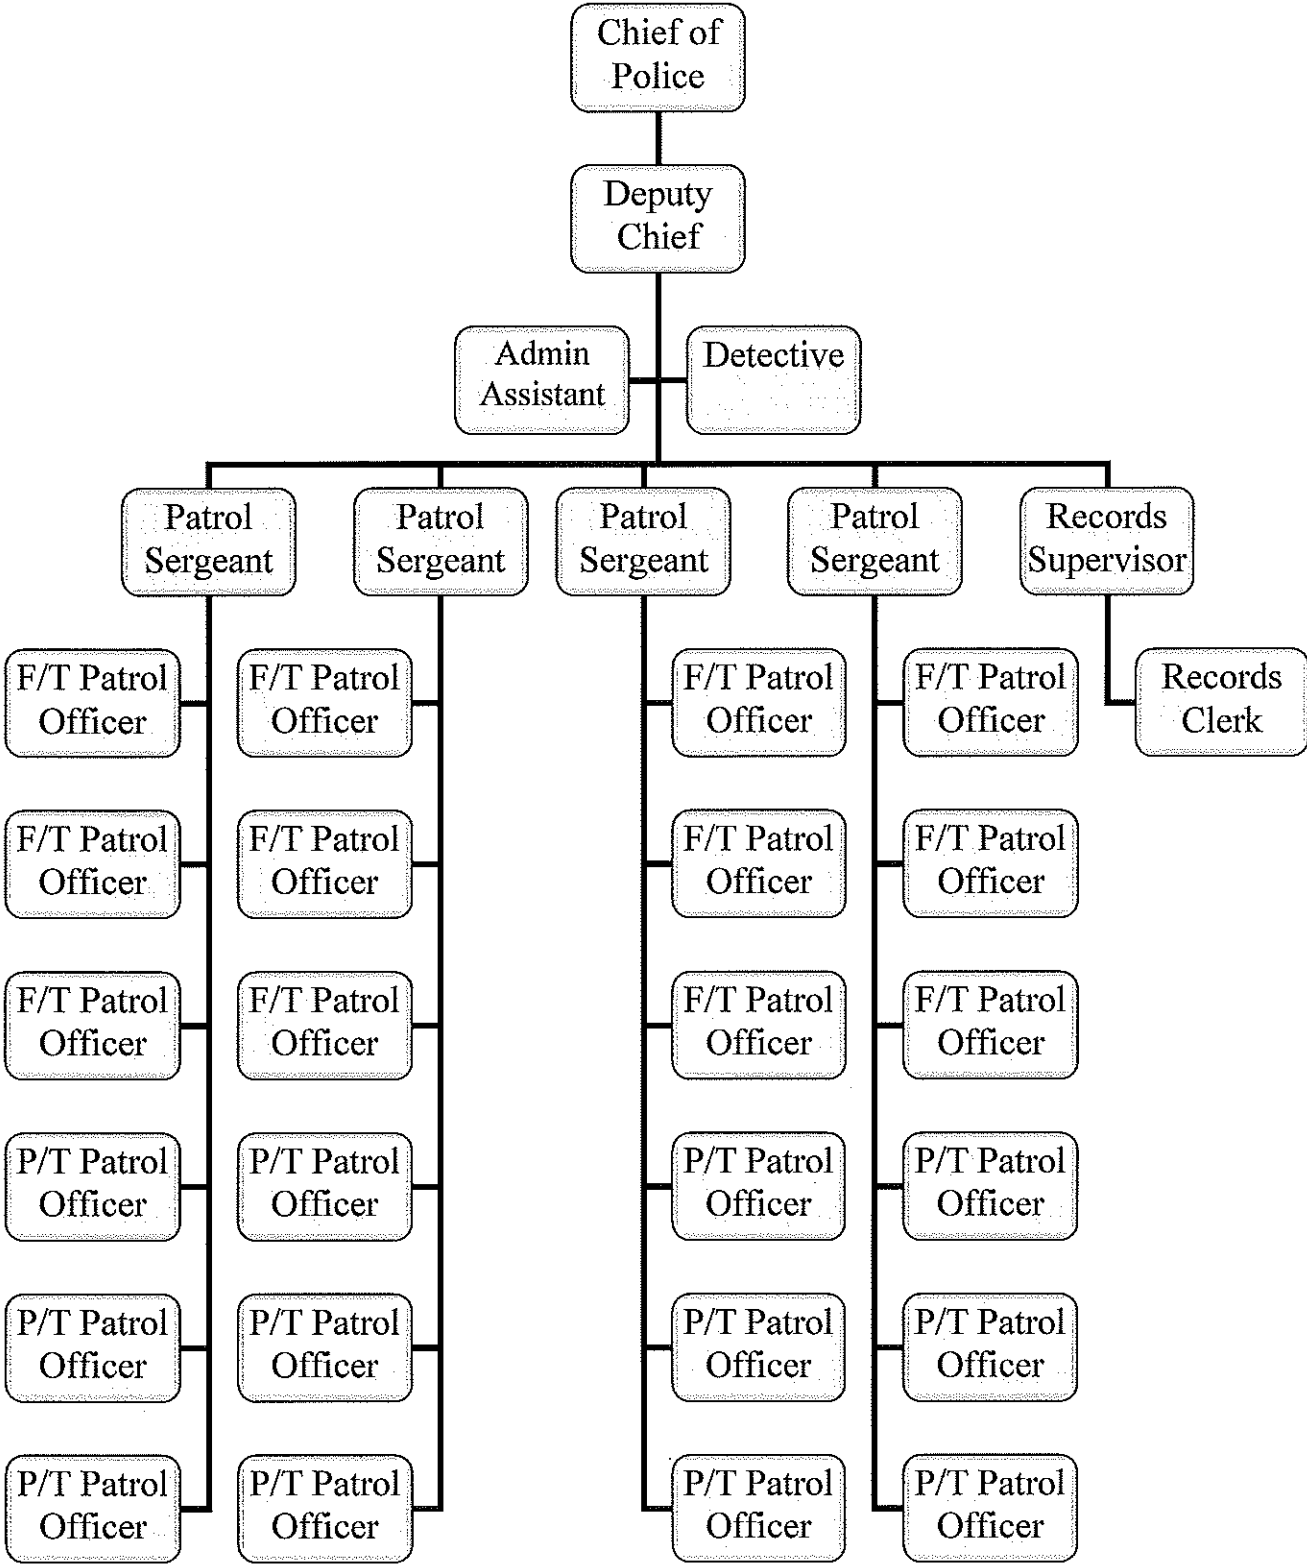 Chief of
Police
Deputy
Chief
Admin
Assistant
Detective
Patrol
Sergeant
Patrol
Sergeant
Patrol
Sergeant
Patrol
Sergeant
Records
Supervisor
F/T Patrol
Officer
F/T Patrol
Officer
F/T Patrol
Officer
F/T Patrol
Officer
Records
Clerk
F/T Patrol
Officer
F/T Patrol
Officer
F/T Patrol
Officer
F/T Patrol
Officer
F/T Patrol
Officer
F/T Patrol
Officer
F/T Patrol
Officer
F/T Patrol
Officer
P/T Patrol
Officer
P/T Patrol
Officer
P/T Patrol
Officer
P/T Patrol
Officer
P/T Patrol
Officer
P/T Patrol
Officer
P/T Patrol
Officer
P/T Patrol
Officer
P/T Patrol
Officer
P/T Patrol
Officer
P/T Patrol
Officer
P/T Patrol
Officer